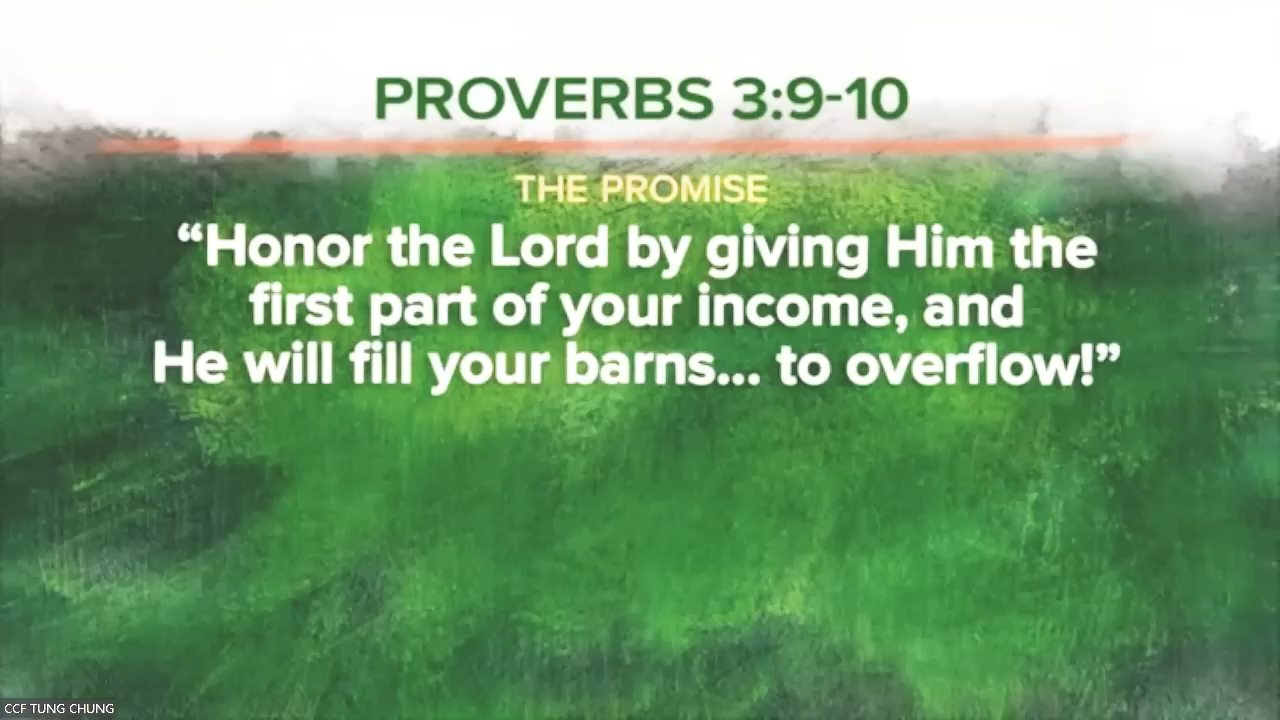 PROVERBS 3:9-10
THE PROMISE
“Honor the Lord by giving Him the
first part of your income, and
He will fill your barns... to overflow!”
CCF TUNG CHUNG